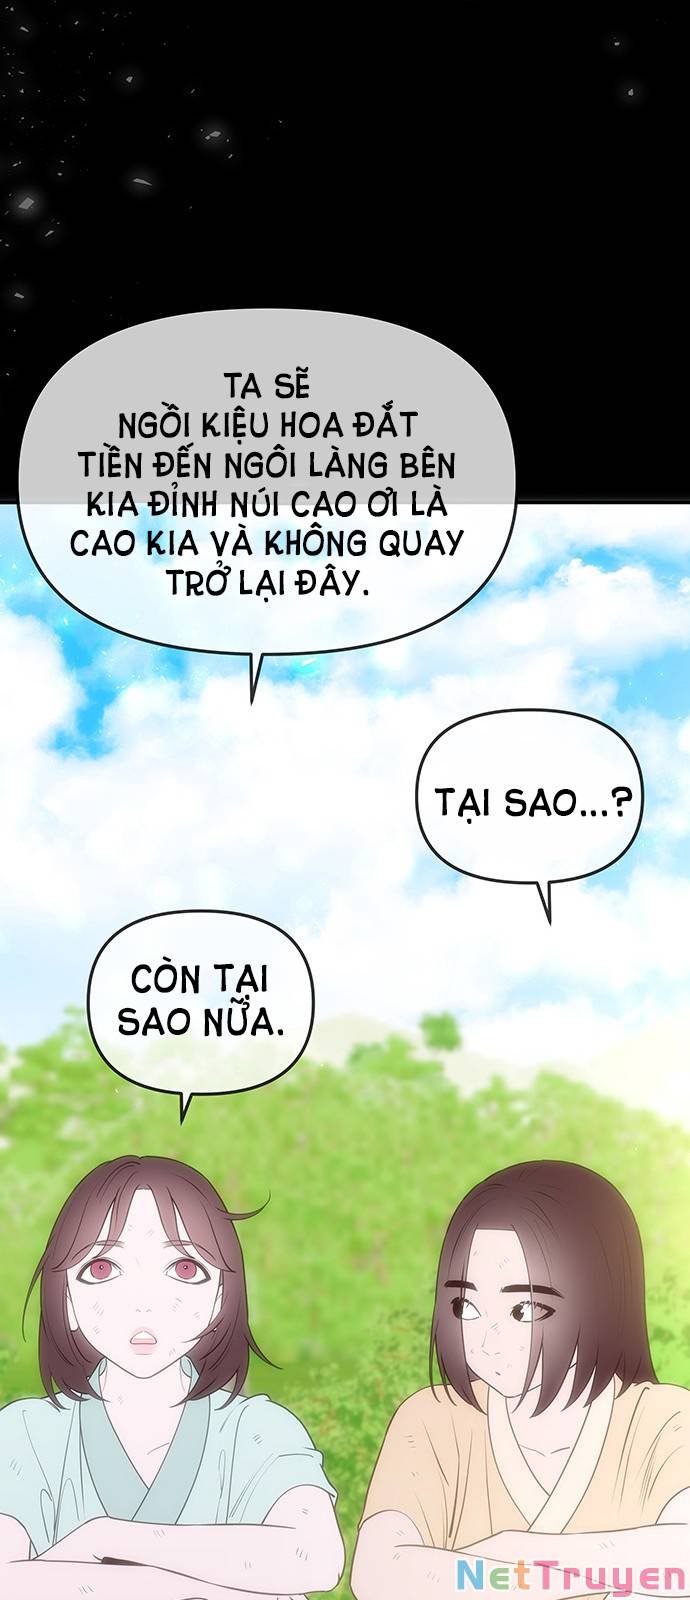 TA SẼ
NGỒI KIỆU HOA ĐẮT
TIỀN ĐẾN NGÔI LÀNG BÊN
KIA ĐỈNH NÚI CAO ƠI LÀ
CAO KIA VÀ KHÔNG QUAY
TRỞ LẠI ĐÂY.
TẠI SAO...?
CÒN TẠI
SAO NỮA.
NetTruyen